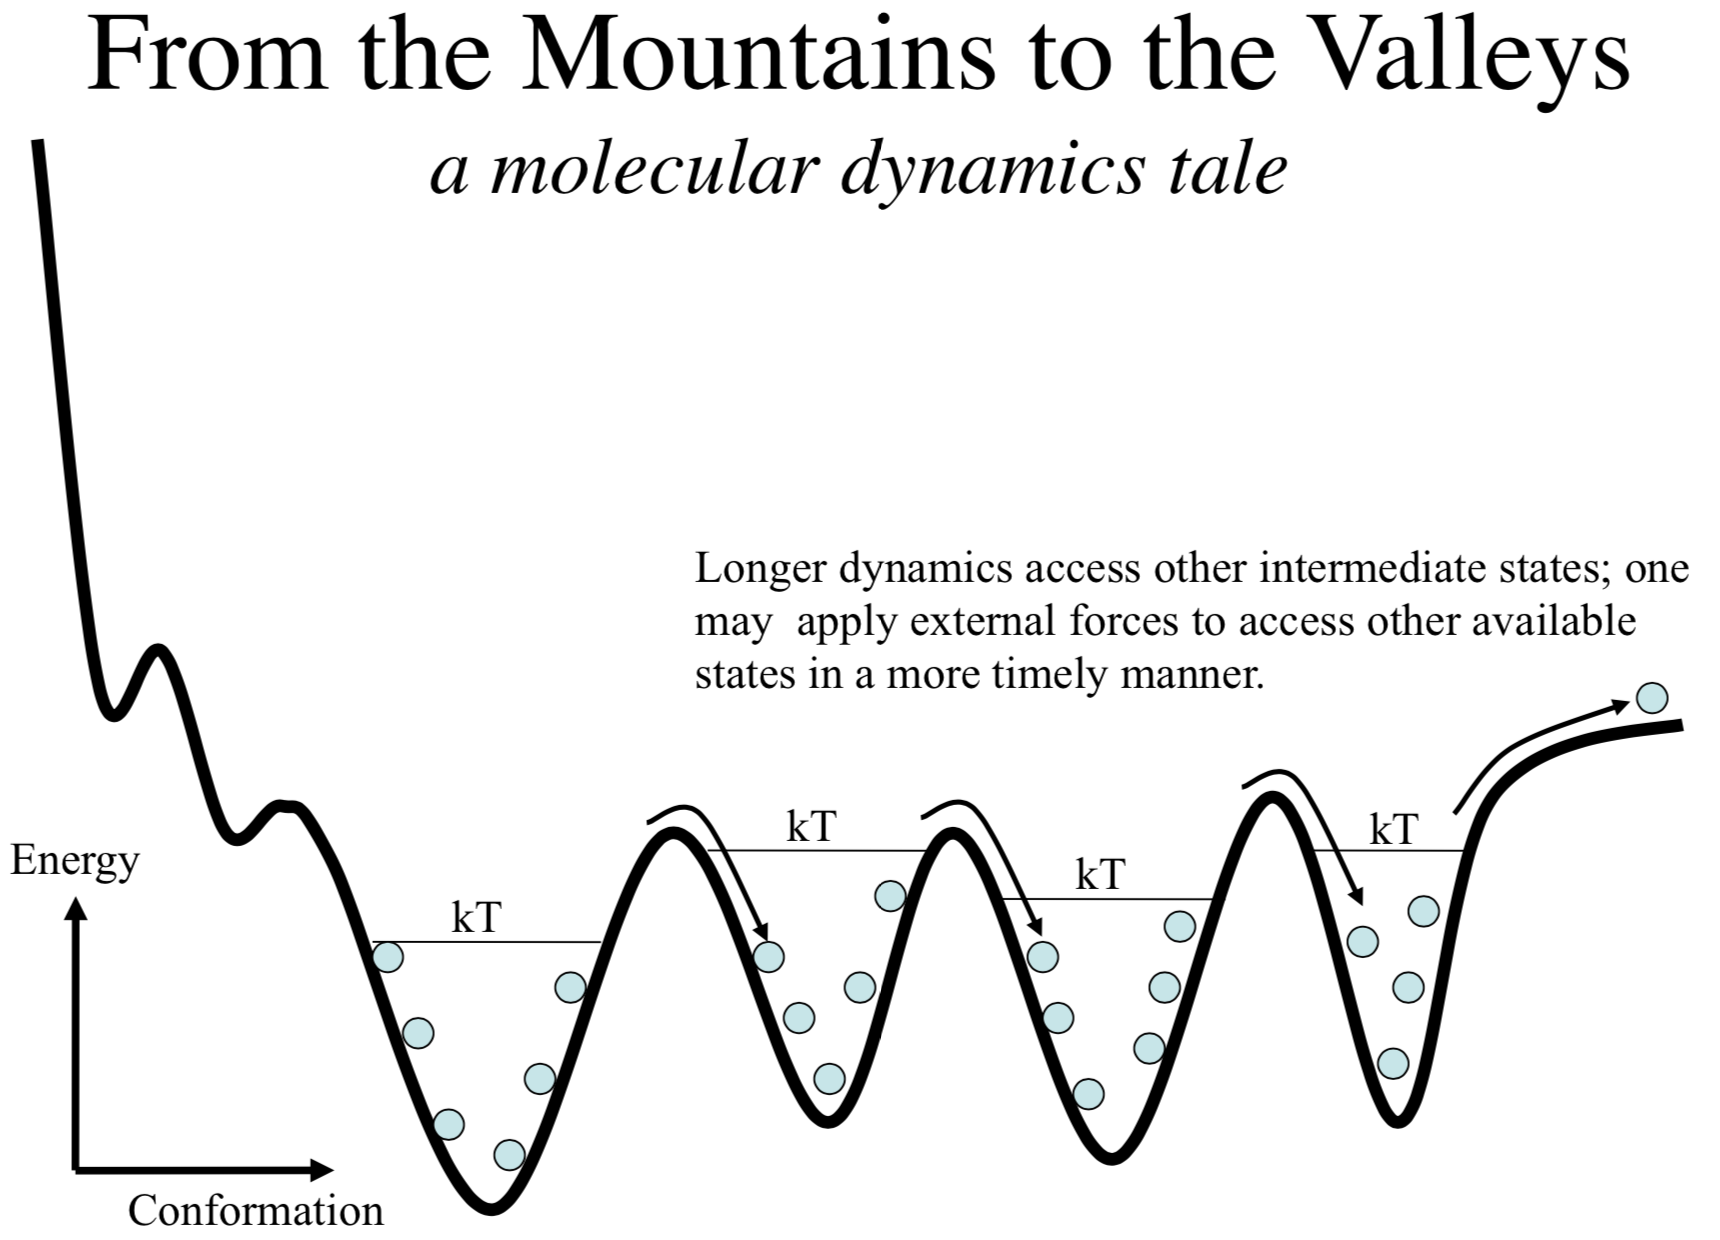 From the Mountains to the Valleys
a molecular dynamics tale
Longer dynamics access other intermediate states; one
may  apply external forces to access other available
states in a more timely manner.
kT
kT
kT
kT
Energy
Conformation